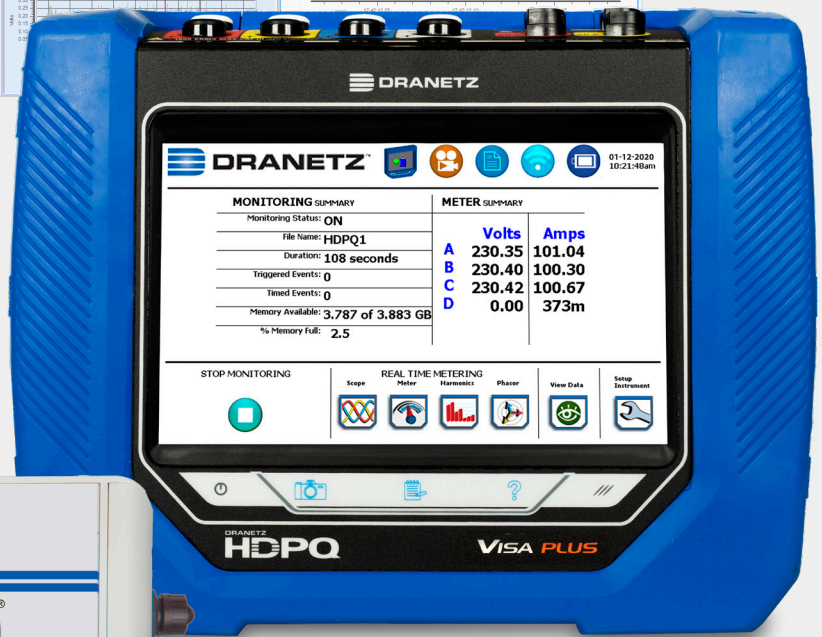 DRANETZ
DRANETZ
01-12-2020
10:21:48am
MONITORING SUMMARY
Monitoring Status: ON
File Name: HDPQ1
Duration: 108 seconds
Triggered Events: 0
Timed Events: 0
Memory Available: 3.787 of 3.883 GB
% Memory Full: 2.5
METER SUMMARY
Volts Amps
A 230.35 101.04
B 230.40 100.30
C 230.42 100.67
D 0.00 373m
STOP MONITORING
REAL TIME METERING
Scope Meter Harmonics Phasor
View Data
Setup
Instrument
DRANETZ
HDPQ
VISA PLUS